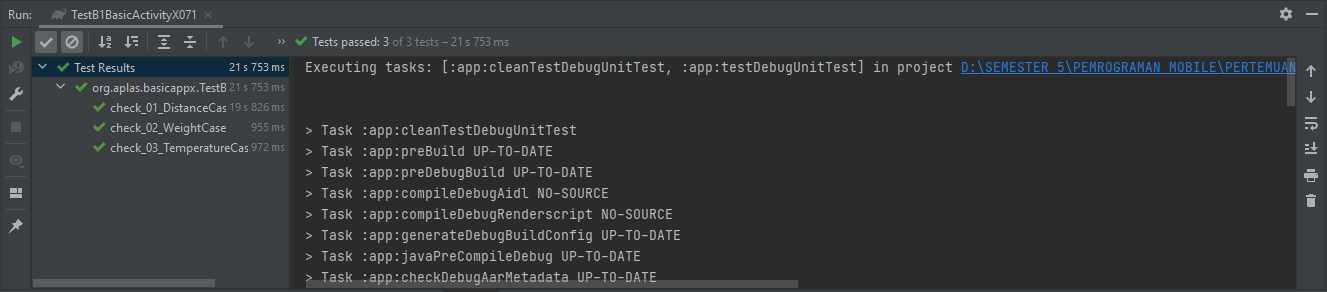 Run: TestB1BasicActivityX071
Tests passed: 3 of 3 tests – 21 s 753 ms
Test Results 21 s 753 ms
org.aplas.basicappx.TestB 21 s 753 ms
check_01_DistanceCas 19 s 826 ms
check_02_WeightCase 955 ms
check_03_TemperatureCas 972 ms
Executing tasks: [:app:cleanTestDebugUnitTest, :app:testDebugUnitTest] in project D:\SEMESTER 5\PEMROGRAMAN MOBILE\PERTEMUAN
> Task :app:cleanTestDebugUnitTest
> Task :app:preBuild UP-TO-DATE
> Task :app:preDebugBuild UP-TO-DATE
> Task :app:compileDebugAidl NO-SOURCE
> Task :app:compileDebugRenderscript NO-SOURCE
> Task :app:generateDebugBuildConfig UP-TO-DATE
> Task :app:javaPreCompileDebug UP-TO-DATE
> Task :app:checkDebugAarMetadata UP-TO-DATE